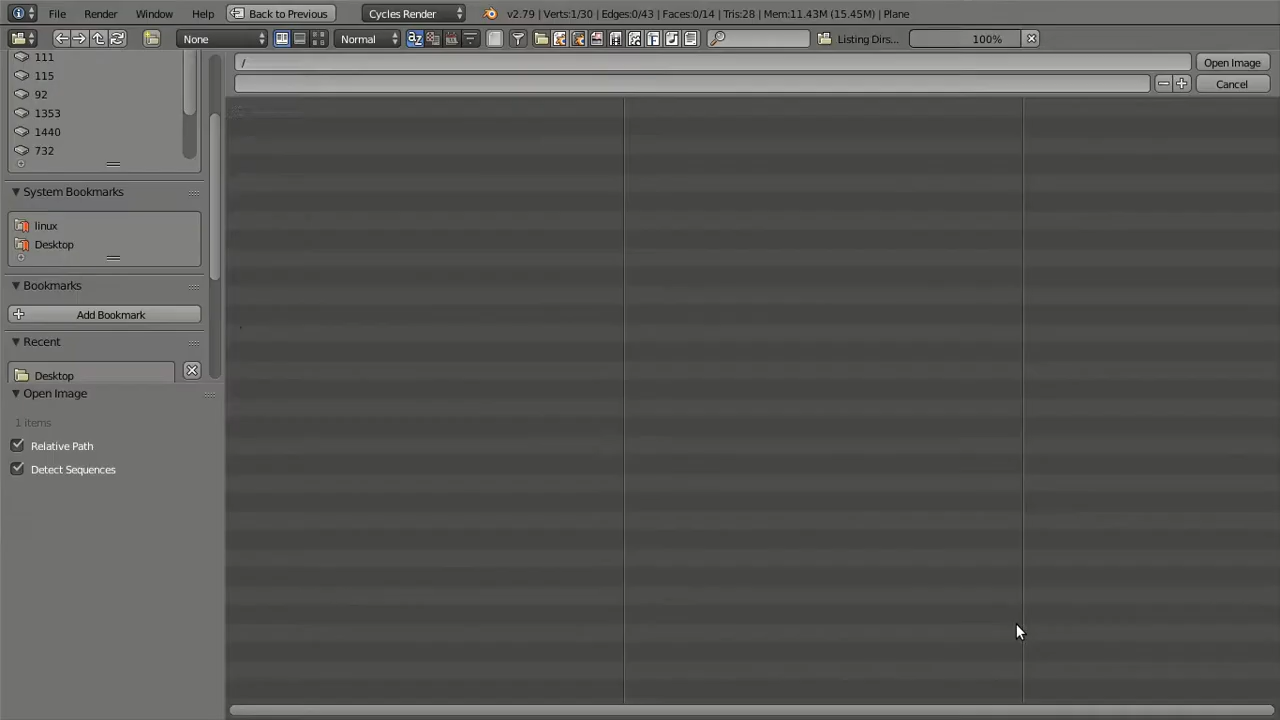 File Render Window Help Back to Previous Cycles Render v2.79 | Verts:1/30 | Edges:0/43 | Faces:0/14 | Tris:28 | Mem:11.43M (15.45M) | Plane
None Normal Listing Dirs... 100%
111
115
92
1353
1440
732
/
Open Image
Cancel
System Bookmarks
linux
Desktop
Bookmarks
Add Bookmark
Recent
Desktop
Open Image
1 items
Relative Path
Detect Sequences